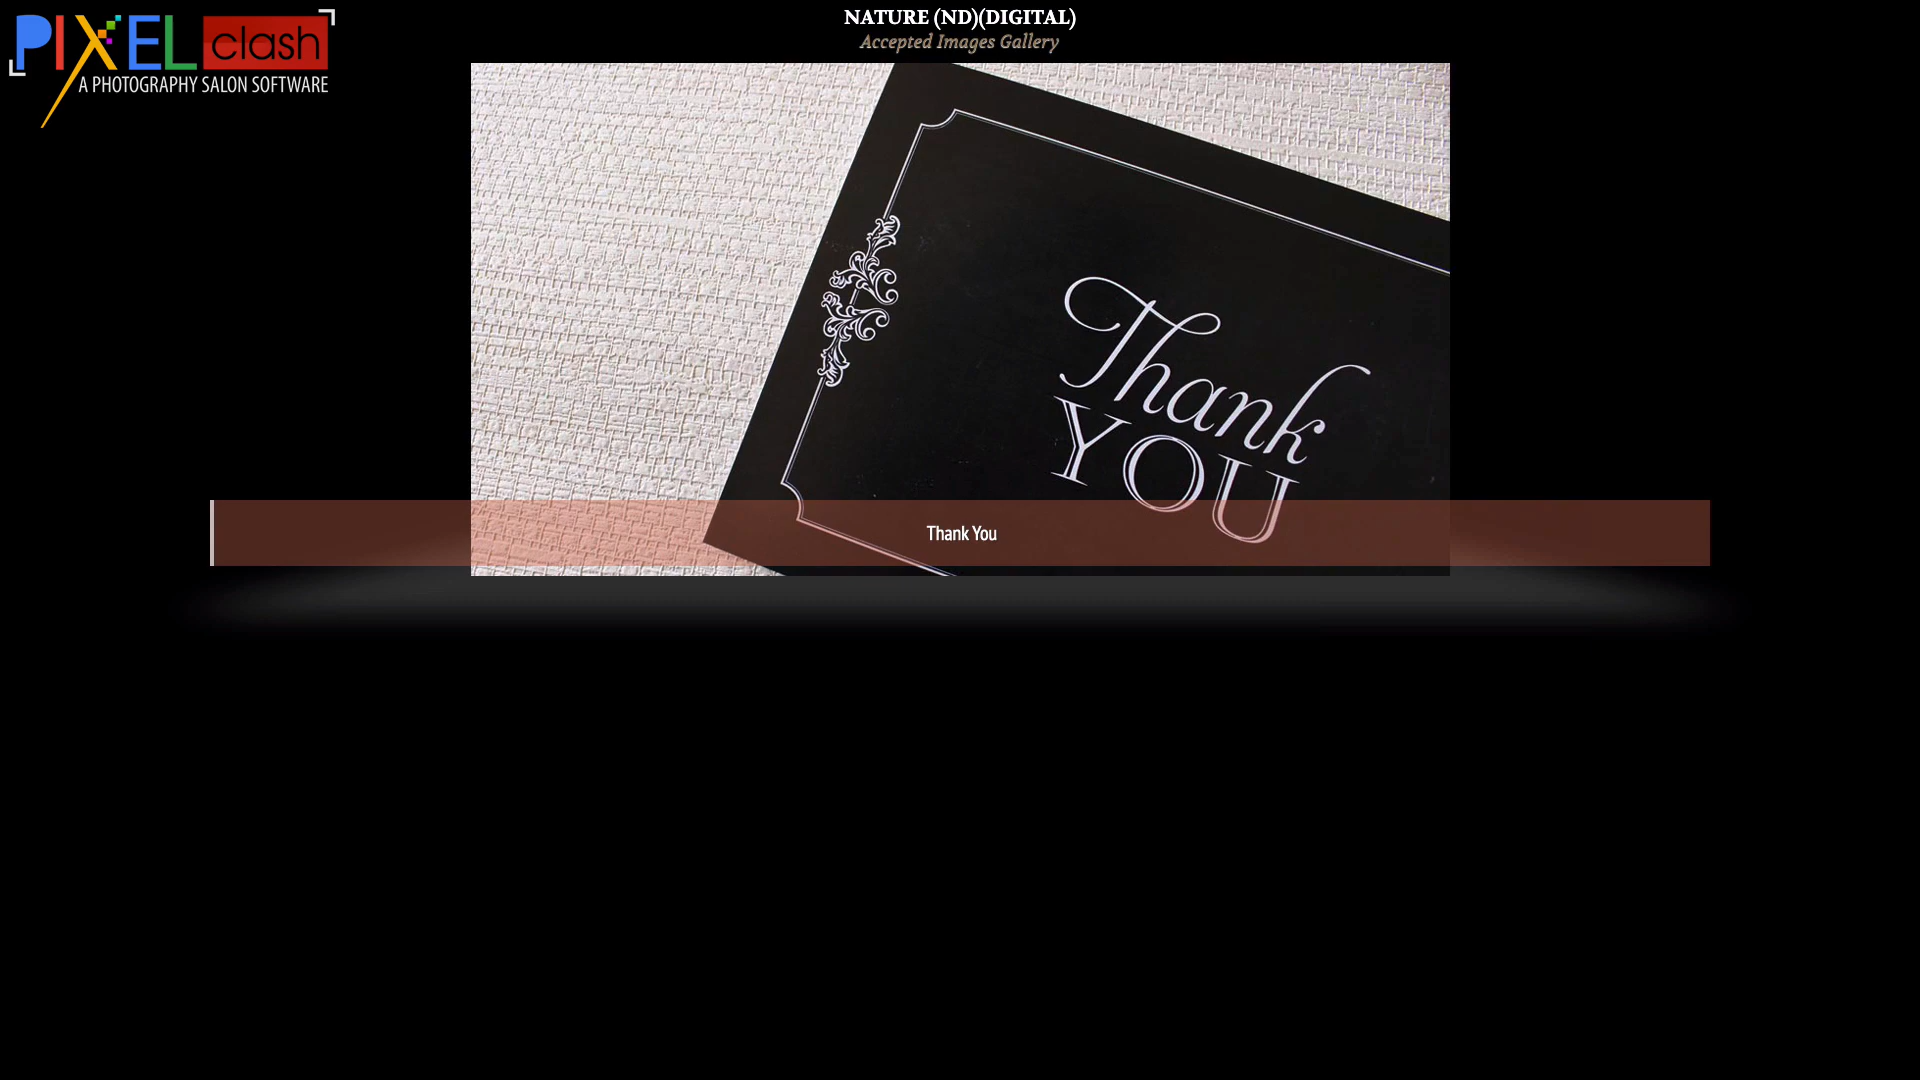 PIXEL clash
A PHOTOGRAPHY SALON SOFTWARE
NATURE (ND)(DIGITAL)
Accepted Images Gallery
Thank
YOU
Thank You